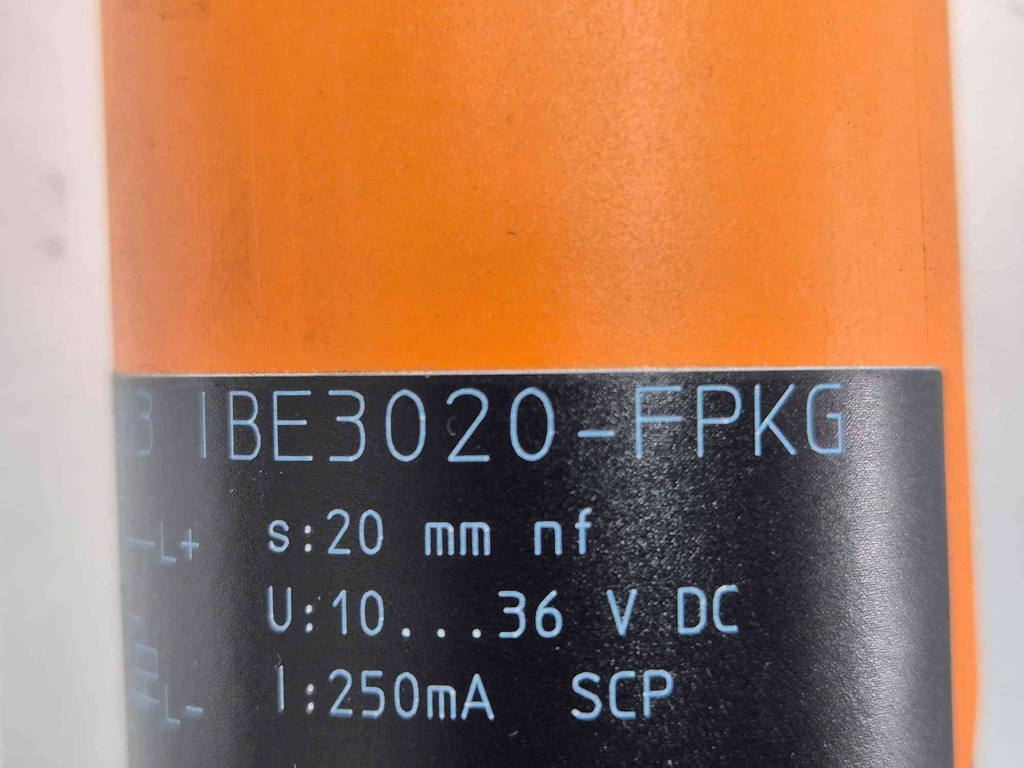 IBE3020-FPKG
s:20 mm nf
L+
U:10...36 V DC
I:250mA SCP
L-